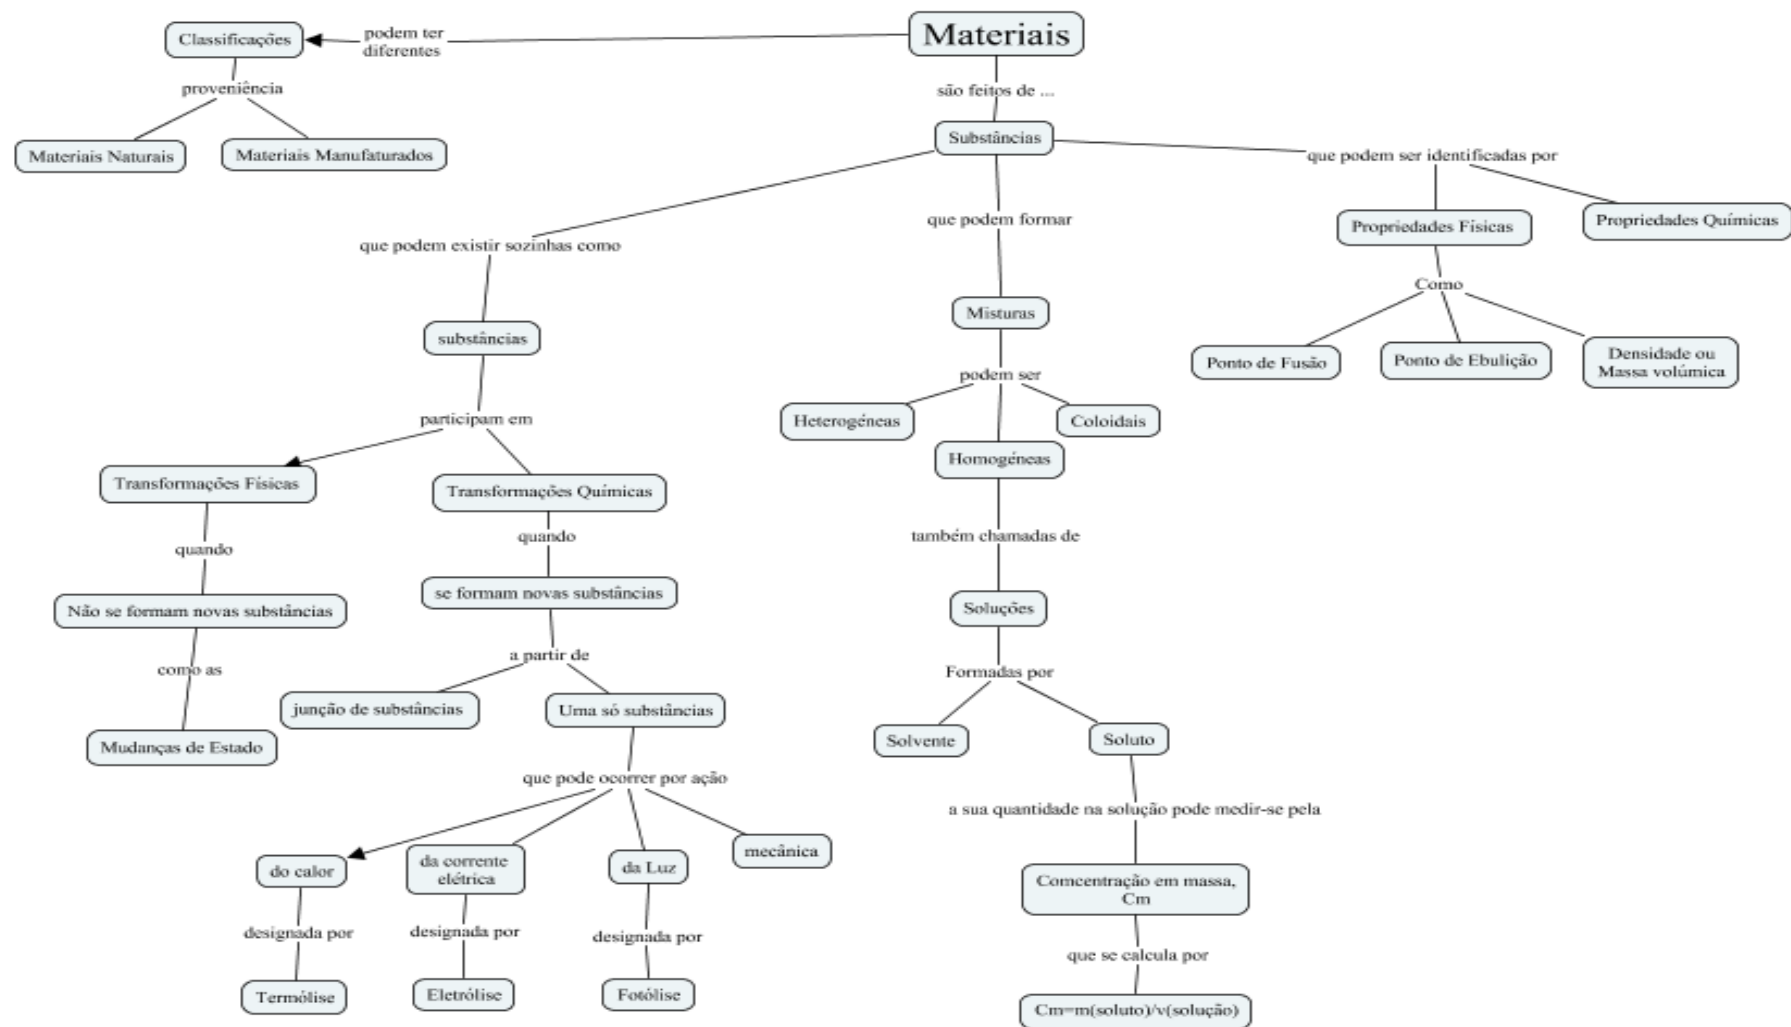 Materiais
podem ter
diferentes
Classificações
proveniência
Materiais Naturais
Materiais Manufaturados
são feitos de ...
Substâncias
que podem existir sozinhas como
substâncias
participam em
Transformações Físicas
quando
Não se formam novas substâncias
como as
Mudanças de Estado
Transformações Químicas
quando
se formam novas substâncias
a partir de
junção de substâncias
Uma só substâncias
que pode ocorrer por ação
do calor
designada por
Termólise
da corrente
elétrica
designada por
Eletrólise
da Luz
designada por
Fotólise
mecânica
que podem formar
Misturas
podem ser
Heterogéneas
Homogéneas
Coloidais
também chamadas de
Soluções
Formadas por
Solvente
Soluto
a sua quantidade na solução pode medir-se pela
Comcentração em massa,
Cm
que se calcula por
Cm=m(soluto)/v(solução)
que podem ser identificadas por
Propriedades Físicas
Como
Ponto de Fusão
Ponto de Ebulição
Densidade ou
Massa volúmica
Propriedades Químicas